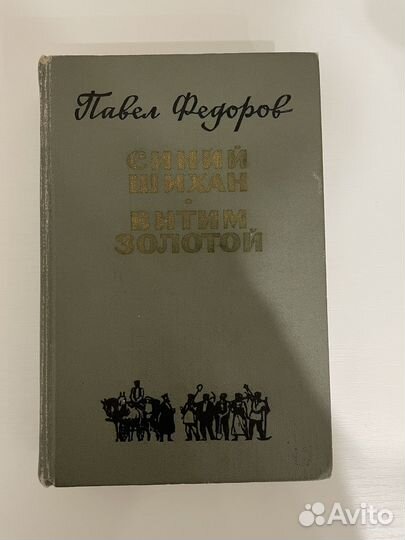 Павел Федоров
СИНИЙ
ШИХАН
•
ВИТИМ
ЗОЛОТОЙ
Avito